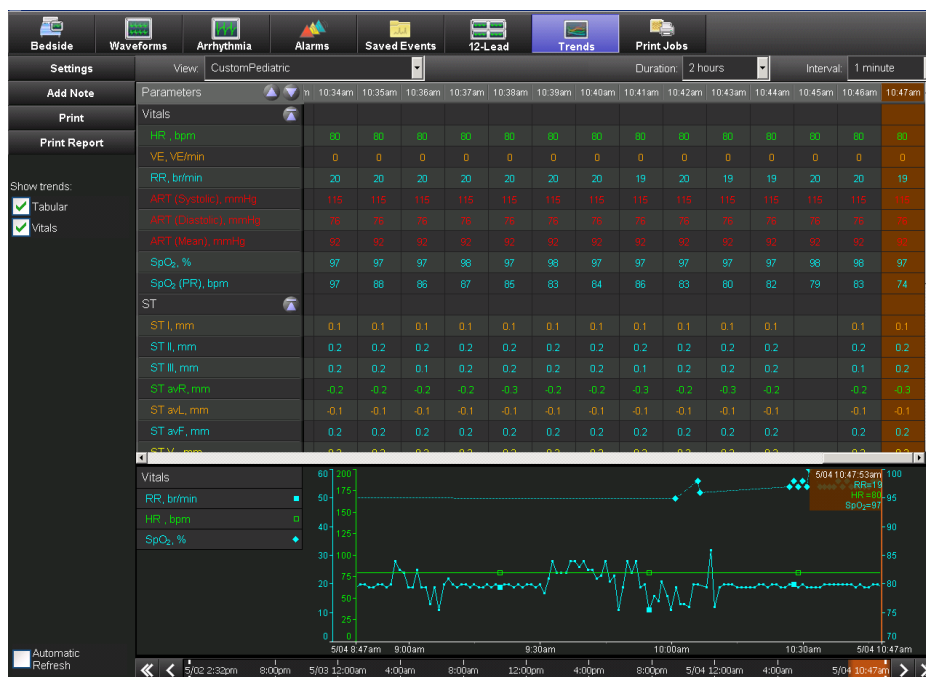 Bedside Waveforms Arrhythmia Alarms Saved Events 12-Lead Trends Print Jobs
Settings View: CustomPediatric Duration: 2 hours Interval: 1 minute
Add Note
Print
Print Report
Show trends:
Tabular
Vitals
Parameters 10:34am 10:35am 10:36am 10:37am 10:38am 10:39am 10:40am 10:41am 10:42am 10:43am 10:44am 10:45am 10:46am 10:47am
Vitals
HR , bpm 80 80 80 80 80 80 80 80 80 80 80 80 80 80
VE, VE/min 0 0 0 0 0 0 0 0 0 0 0 0 0 0
RR, br/min 20 20 20 20 20 20 20 19 20 19 19 20 20 19
ART (Systolic), mmHg 115 115 115 115 115 115 115 115 115 115 115 115 115
ART (Diastolic), mmHg 76 76 76 76 76 76 76 76 76 76 76 76 76
ART (Mean), mmHg 92 92 92 92 92 92 92 92 92 92 92 92 92
SpO₂, % 97 97 97 98 97 98 97 97 97 97 97 98 98 97
SpO₂ (PR), bpm 97 88 86 87 85 83 84 86 83 80 82 79 83 74
ST
ST I, mm 0.1 0.1 0.1 0.1 0.1 0.1 0.1 0.1 0.1 0.1 0.1 0.1 0.1
ST II, mm 0.2 0.2 0.2 0.2 0.2 0.2 0.2 0.2 0.2 0.2 0.2 0.2 0.2
ST III, mm 0.2 0.2 0.1 0.2 0.2 0.2 0.2 0.1 0.2 0.2 0.2 0.1 0.2
ST avR, mm -0.2 -0.2 -0.2 -0.2 -0.3 -0.2 -0.2 -0.3 -0.2 -0.3 -0.2 -0.2 -0.3
ST avL, mm -0.1 -0.1 -0.1 -0.1 -0.1 -0.1 -0.1 -0.1 -0.1 -0.1 -0.1 -0.1 -0.1
ST avF, mm 0.2 0.2 0.2 0.2 0.2 0.2 0.2 0.2 0.2 0.2 0.2 0.2 0.2
Vitals
RR, br/min
HR , bpm
SpO₂, %
60 50 40 30 20 10 0
200 175 150 125 100 75 50 25 0
5/04 10:47:53am
RR=19
HR =80
SpO₂=97
100 95 90 85 80 75 70
5/04 8:47am 9:00am 9:30am 10:00am 10:30am 5/04 10:47am
Automatic
Refresh
5/02 2:32pm 8:00pm 5/03 12:00am 4:00am 8:00am 12:00pm 4:00pm 8:00pm 5/04 12:00am 4:00am 5/04 10:47am